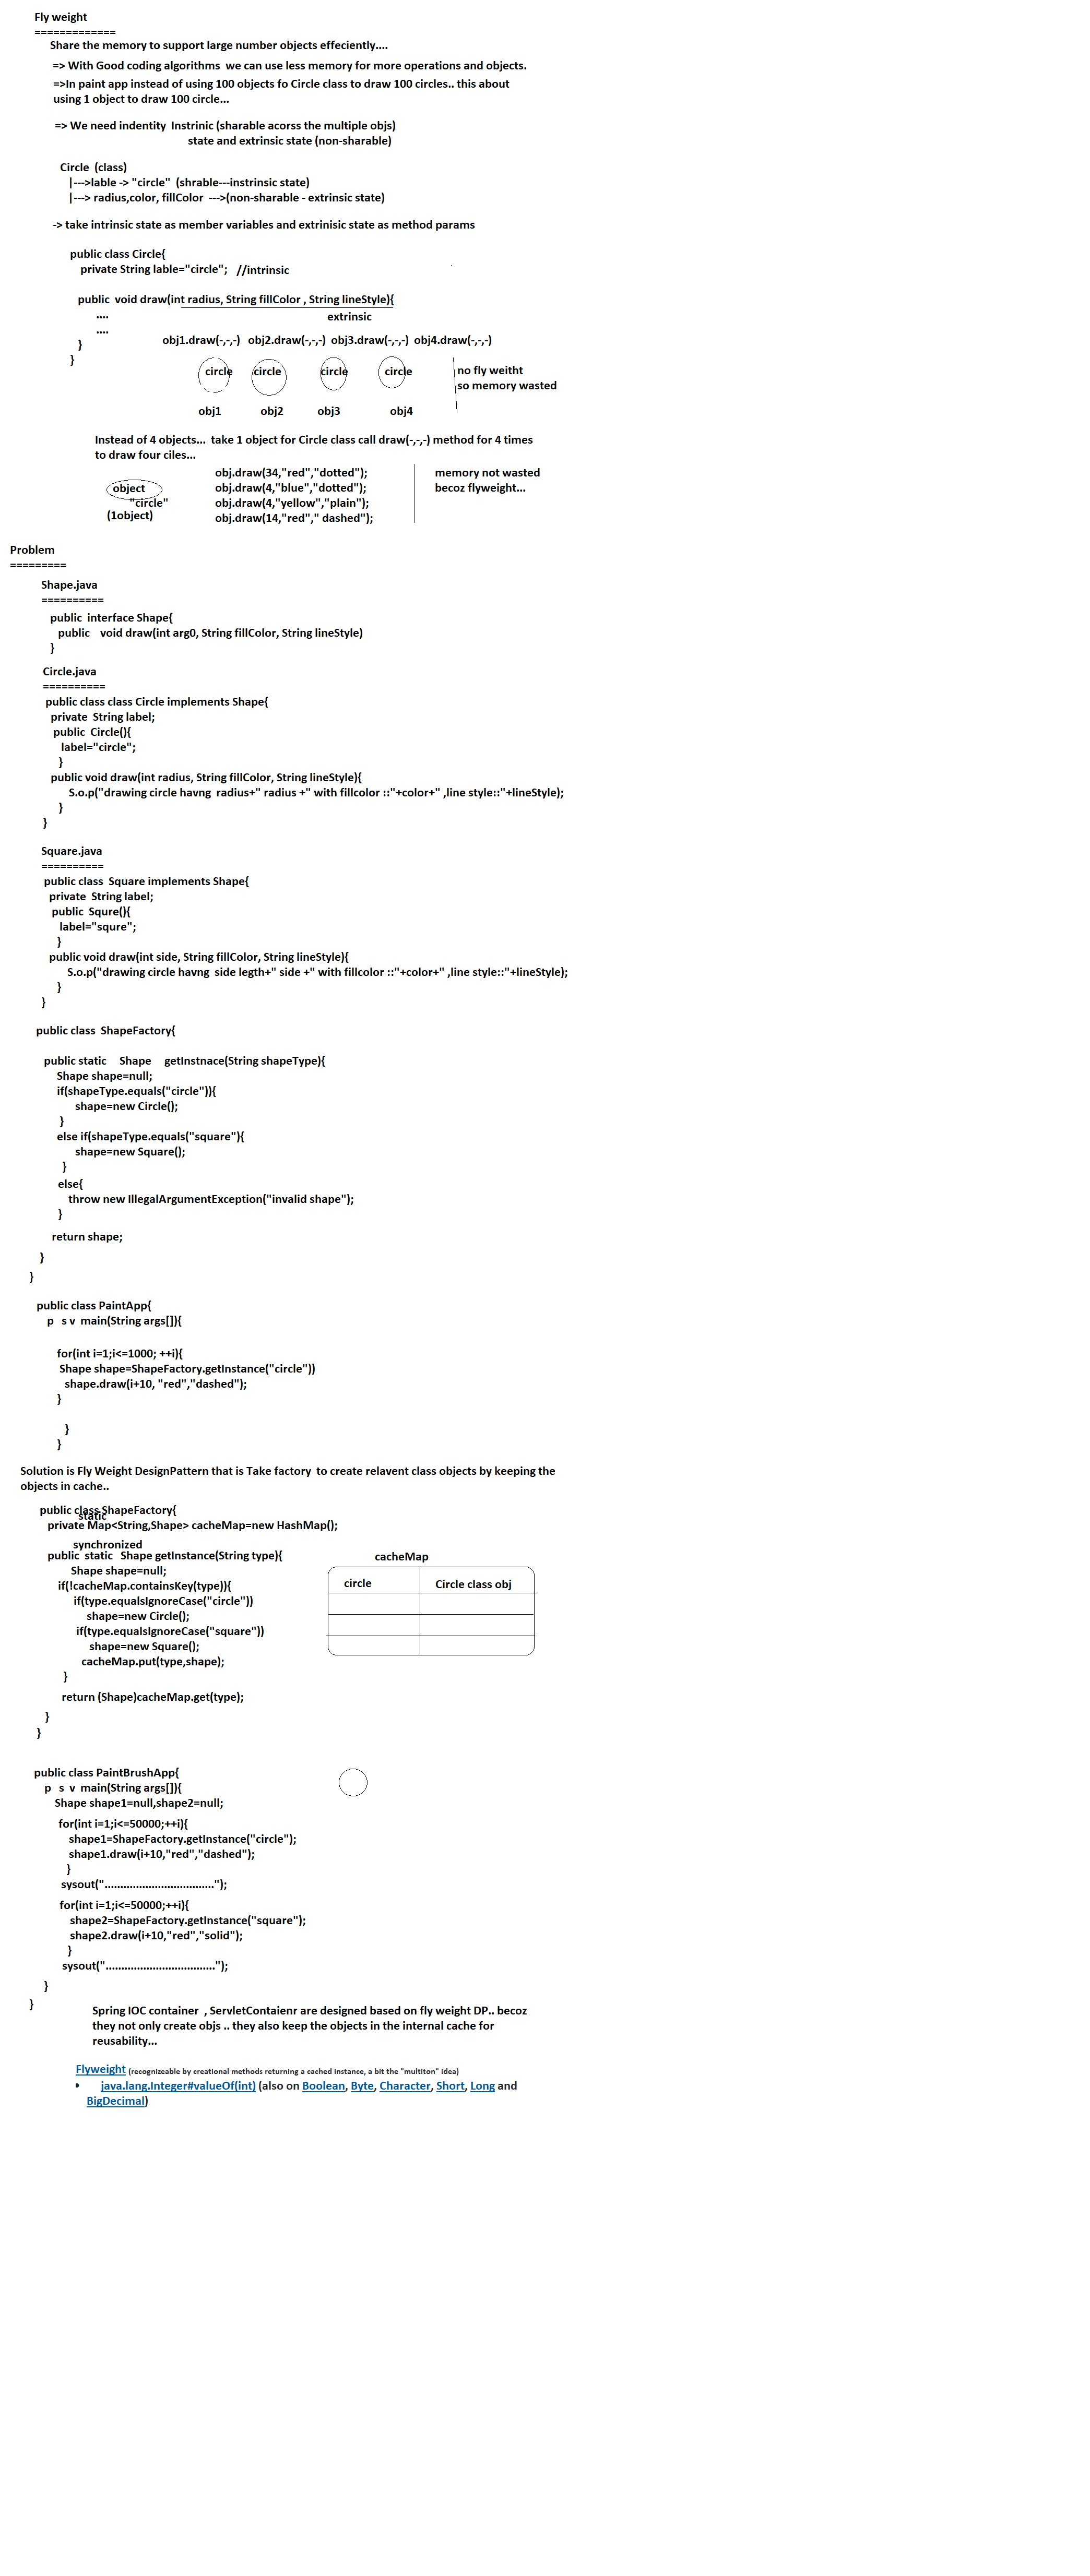 Fly weight
=============
Share the memory to support large number objects effeciently....
=> With Good coding algorithms we can use less memory for more operations and objects.
=>In paint app instead of using 100 objects fo Circle class to draw 100 circles.. this about
using 1 object to draw 100 circle...
=> We need indentity Instrinic (sharable acorss the multiple objs)
state and extrinsic state (non-sharable)
Circle (class)
|--->lable -> "circle" (shrable---instrinsic state)
|---> radius,color, fillColor --->(non-sharable - extrinsic state)
-> take intrinsic state as member variables and extrinisic state as method params
public class Circle{
private String lable="circle"; //intrinsic
public void draw(int radius, String fillColor , String lineStyle){
.... extrinsic
....
} obj1.draw(-,-,-) obj2.draw(-,-,-) obj3.draw(-,-,-) obj4.draw(-,-,-)
}
circle circle circle circle no fly weitht
so memory wasted
obj1 obj2 obj3 obj4
Instead of 4 objects... take 1 object for Circle class call draw(-,-,-) method for 4 times
to draw four ciles...
obj.draw(34,"red","dotted"); memory not wasted
object obj.draw(4,"blue","dotted"); becoz flyweight...
"circle" obj.draw(4,"yellow","plain");
(1object) obj.draw(14,"red"," dashed");
Problem
=========
Shape.java
==========
public interface Shape{
public void draw(int arg0, String fillColor, String lineStyle)
}
Circle.java
==========
public class class Circle implements Shape{
private String label;
public Circle(){
label="circle";
}
public void draw(int radius, String fillColor, String lineStyle){
S.o.p("drawing circle havng radius+" radius +" with fillcolor ::"+color+" ,line style::"+lineStyle);
}
}
Square.java
==========
public class Square implements Shape{
private String label;
public Squre(){
label="squre";
}
public void draw(int side, String fillColor, String lineStyle){
S.o.p("drawing circle havng side legth+" side +" with fillcolor ::"+color+" ,line style::"+lineStyle);
}
}
public class ShapeFactory{
public static Shape getInstnace(String shapeType){
Shape shape=null;
if(shapeType.equals("circle")){
shape=new Circle();
}
else if(shapeType.equals("square"){
shape=new Square();
}
else{
throw new IllegalArgumentException("invalid shape");
}
return shape;
}
}
public class PaintApp{
p s v main(String args[]){
for(int i=1;i<=1000; ++i){
Shape shape=ShapeFactory.getInstance("circle"))
shape.draw(i+10, "red","dashed");
}
}
}
Solution is Fly Weight DesignPattern that is Take factory to create relavent class objects by keeping the
objects in cache..
public class ShapeFactory{
static
private Map<String,Shape> cacheMap=new HashMap();
synchronized
public static Shape getInstance(String type){ cacheMap
Shape shape=null;
if(!cacheMap.containsKey(type)){ circle Circle class obj
if(type.equalsIgnoreCase("circle"))
shape=new Circle();
if(type.equalsIgnoreCase("square"))
shape=new Square();
cacheMap.put(type,shape);
}
return (Shape)cacheMap.get(type);
}
}
public class PaintBrushApp{
p s v main(String args[]){
Shape shape1=null,shape2=null;
for(int i=1;i<=50000;++i){
shape1=ShapeFactory.getInstance("circle");
shape1.draw(i+10,"red","dashed");
}
sysout("...................................");
for(int i=1;i<=50000;++i){
shape2=ShapeFactory.getInstance("square");
shape2.draw(i+10,"red","solid");
}
sysout("...................................");
}
}
Spring IOC container , ServletContaienr are designed based on fly weight DP.. becoz
they not only create objs .. they also keep the objects in the internal cache for
reusability...
Flyweight (recognizeable by creational methods returning a cached instance, a bit the "multiton" idea)
• java.lang.Integer#valueOf(int) (also on Boolean, Byte, Character, Short, Long and
BigDecimal)